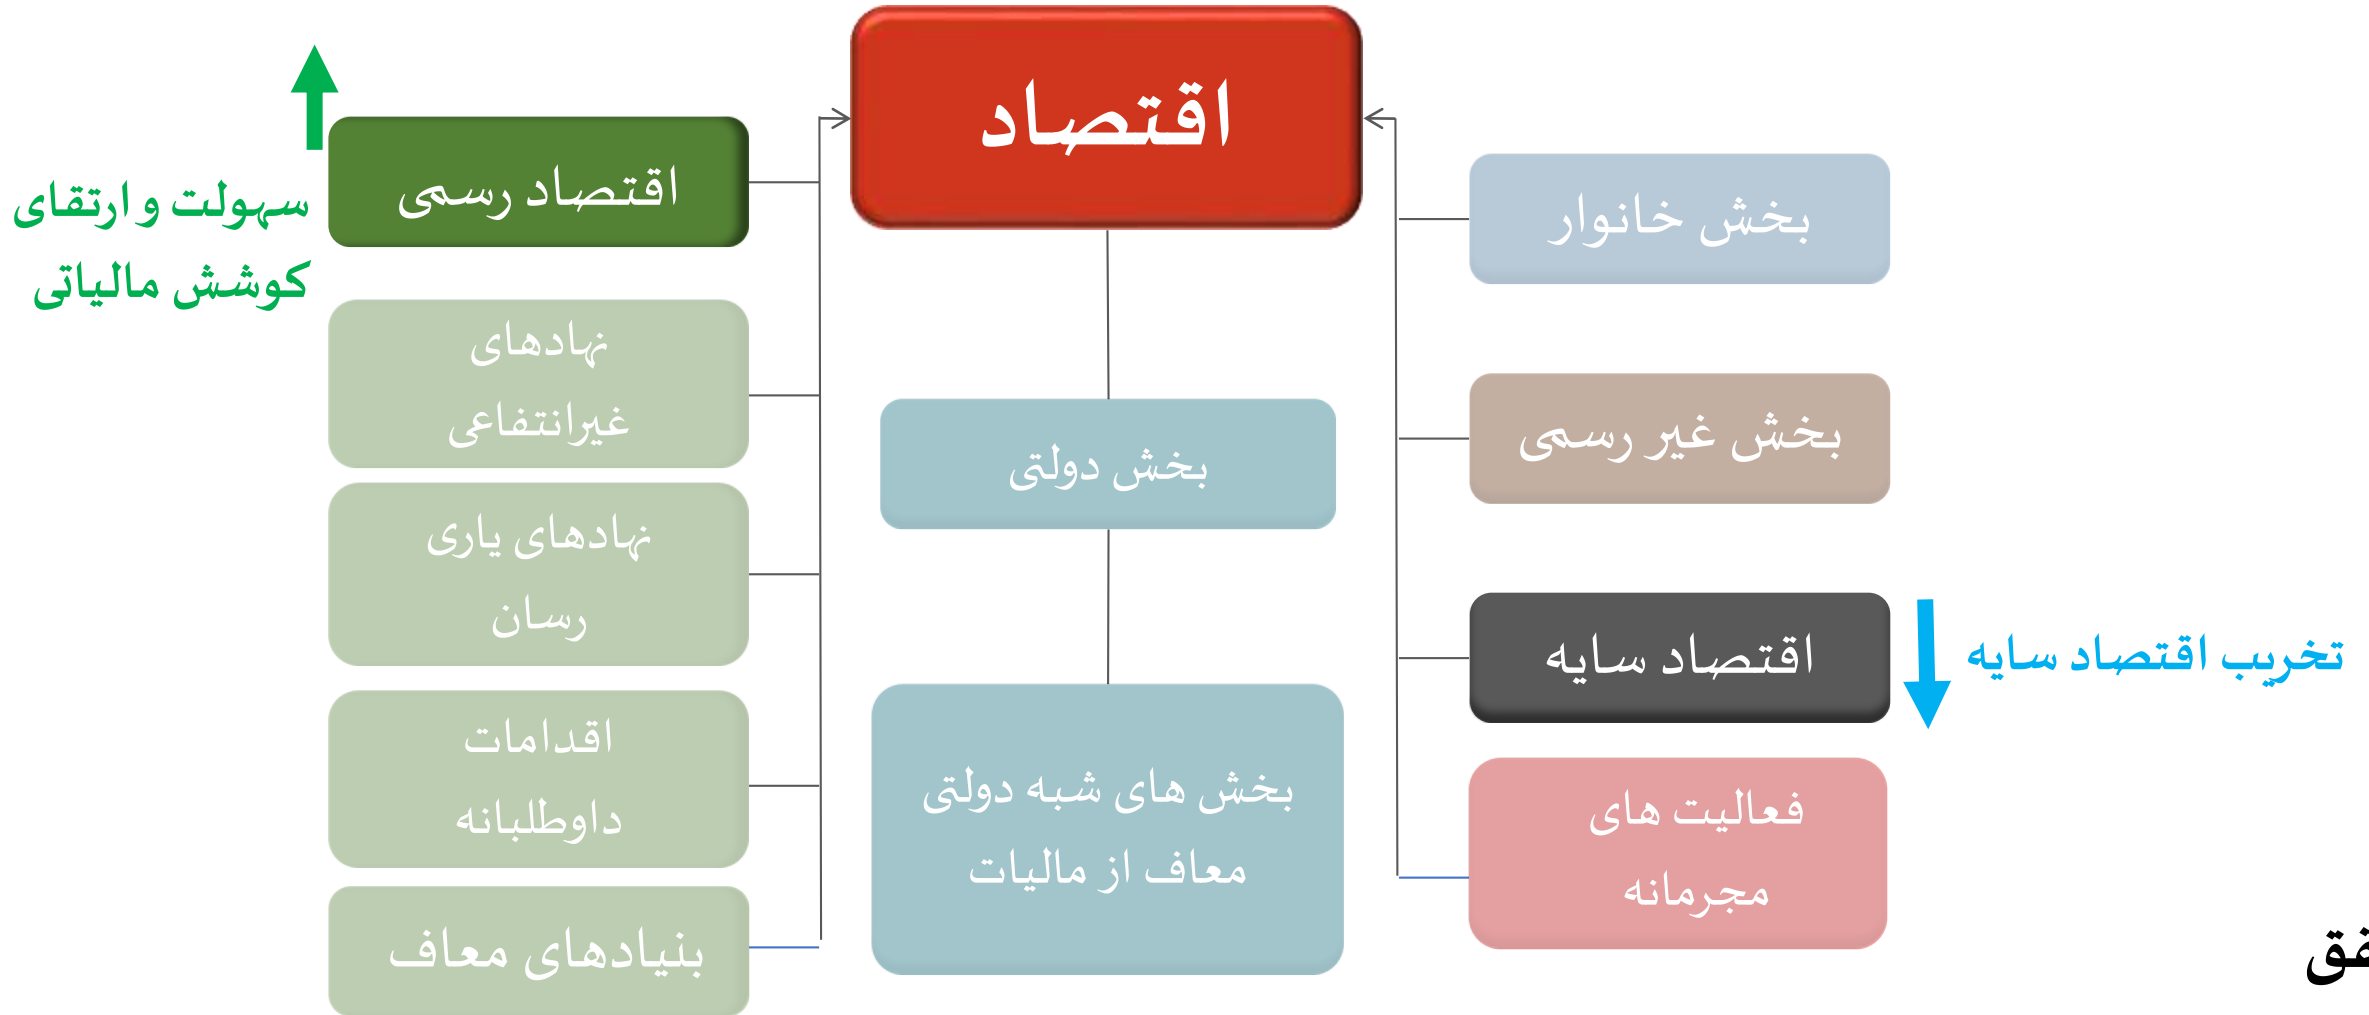 اقتصاد
بخش خانوار
بخش غیر رسمی
اقتصاد سایه
تخریب اقتصاد سایه
فعالیت های
مجرمانه
بخش دولتی
بخش های شبه دولتی
معاف از مالیات
اقتصاد رسمی
سهولت و ارتقای
کوشش مالیاتی
نهادهای
غیرانتفاعی
نهادهای یاری
رسان
اقدامات
داوطلبانه
بنیادهای معاف